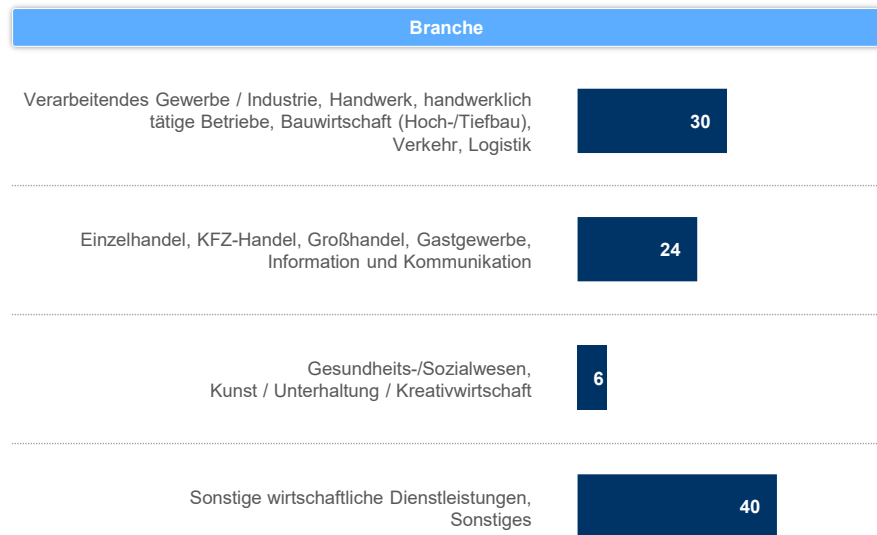 Branche
Verarbeitendes Gewerbe / Industrie, Handwerk, handwerklich
tätige Betriebe, Bauwirtschaft (Hoch-/Tiefbau),
Verkehr, Logistik
30
Einzelhandel, KFZ-Handel, Großhandel, Gastgewerbe,
Information und Kommunikation
24
Gesundheits-/Sozialwesen,
Kunst / Unterhaltung / Kreativwirtschaft
6
Sonstige wirtschaftliche Dienstleistungen,
Sonstiges
40